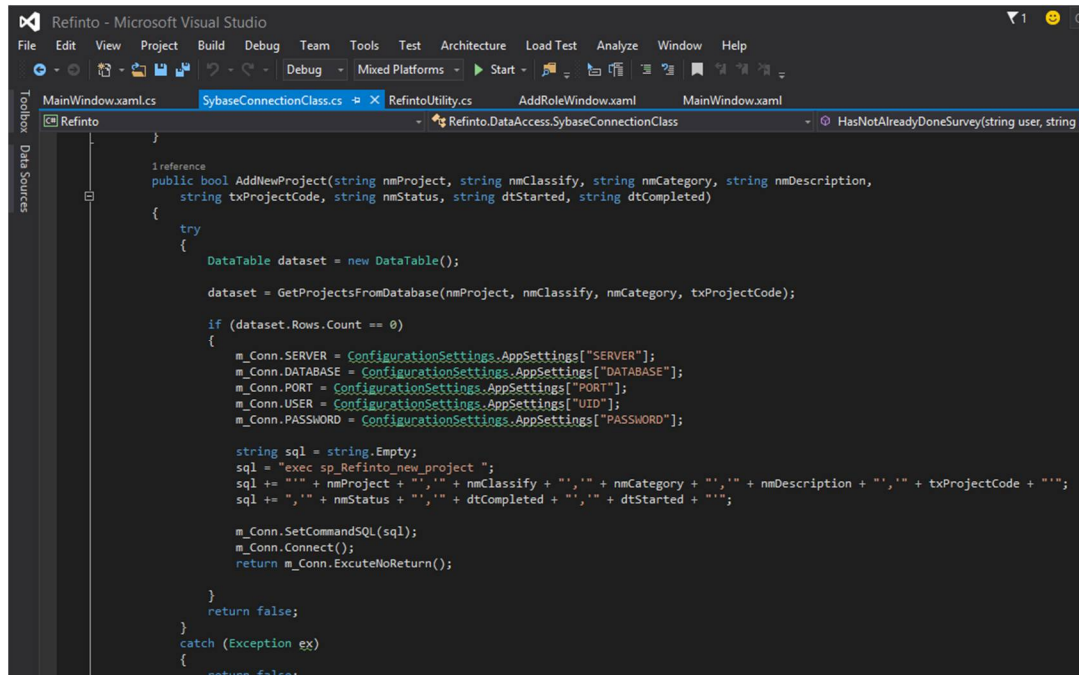 Refinto - Microsoft Visual Studio
1
File Edit View Project Build Debug Team Tools Test Architecture Load Test Analyze Window Help
Debug Mixed Platforms Start
MainWindow.xaml.cs SybaseConnectionClass.cs RefintoUtility.cs AddRoleWindow.xaml MainWindow.xaml
C# Refinto Refinto.DataAccess.SybaseConnectionClass HasNotAlreadyDoneSurvey(string user, string
Toolbox
Data Sources
}
1 reference
public bool AddNewProject(string nmProject, string nmClassify, string nmCategory, string nmDescription,
string txProjectCode, string nmStatus, string dtStarted, string dtCompleted)
{
try
{
DataTable dataset = new DataTable();
dataset = GetProjectsFromDatabase(nmProject, nmClassify, nmCategory, txProjectCode);
if (dataset.Rows.Count == 0)
{
m_Conn.SERVER = ConfigurationSettings.AppSettings["SERVER"];
m_Conn.DATABASE = ConfigurationSettings.AppSettings["DATABASE"];
m_Conn.PORT = ConfigurationSettings.AppSettings["PORT"];
m_Conn.USER = ConfigurationSettings.AppSettings["UID"];
m_Conn.PASSWORD = ConfigurationSettings.AppSettings["PASSWORD"];
string sql = string.Empty;
sql = "exec sp_Refinto_new_project ";
sql += "'" + nmProject + "','" + nmClassify + "','" + nmCategory + "','" + nmDescription + "','" + txProjectCode + "'";
sql += ",'" + nmStatus + "','" + dtCompleted + "','" + dtStarted + "'";
m_Conn.SetCommandSQL(sql);
m_Conn.Connect();
return m_Conn.ExcuteNoReturn();
}
return false;
}
catch (Exception ex)
{
return false;